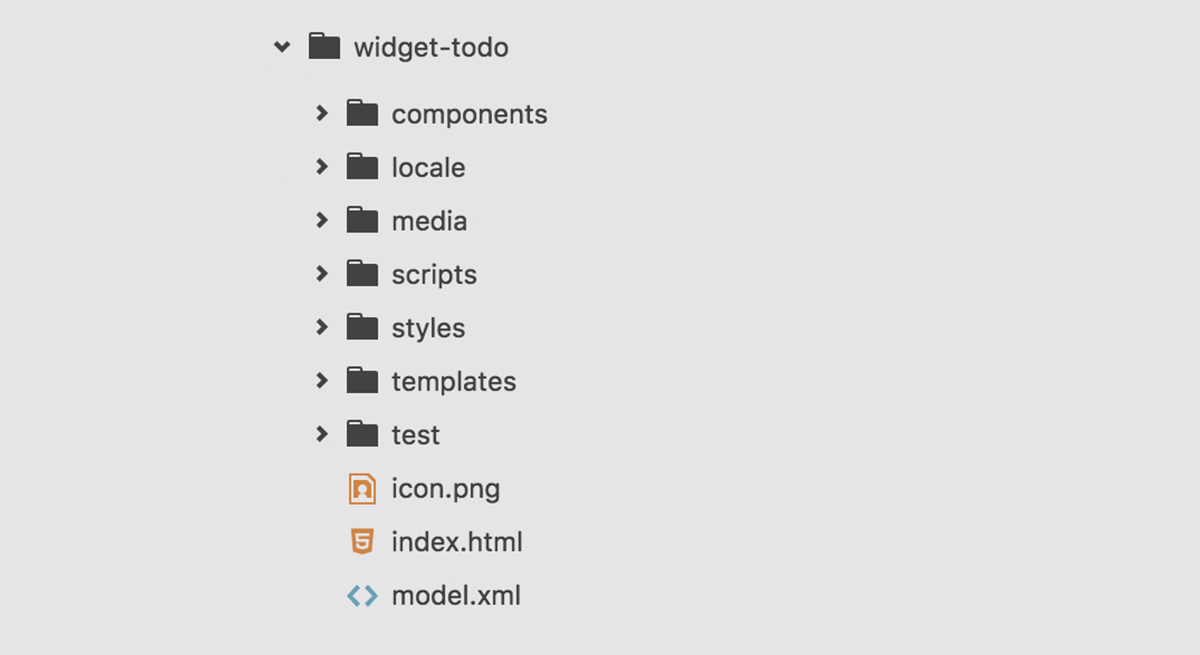 widget-todo
components
locale
media
scripts
styles
templates
test
icon.png
index.html
model.xml